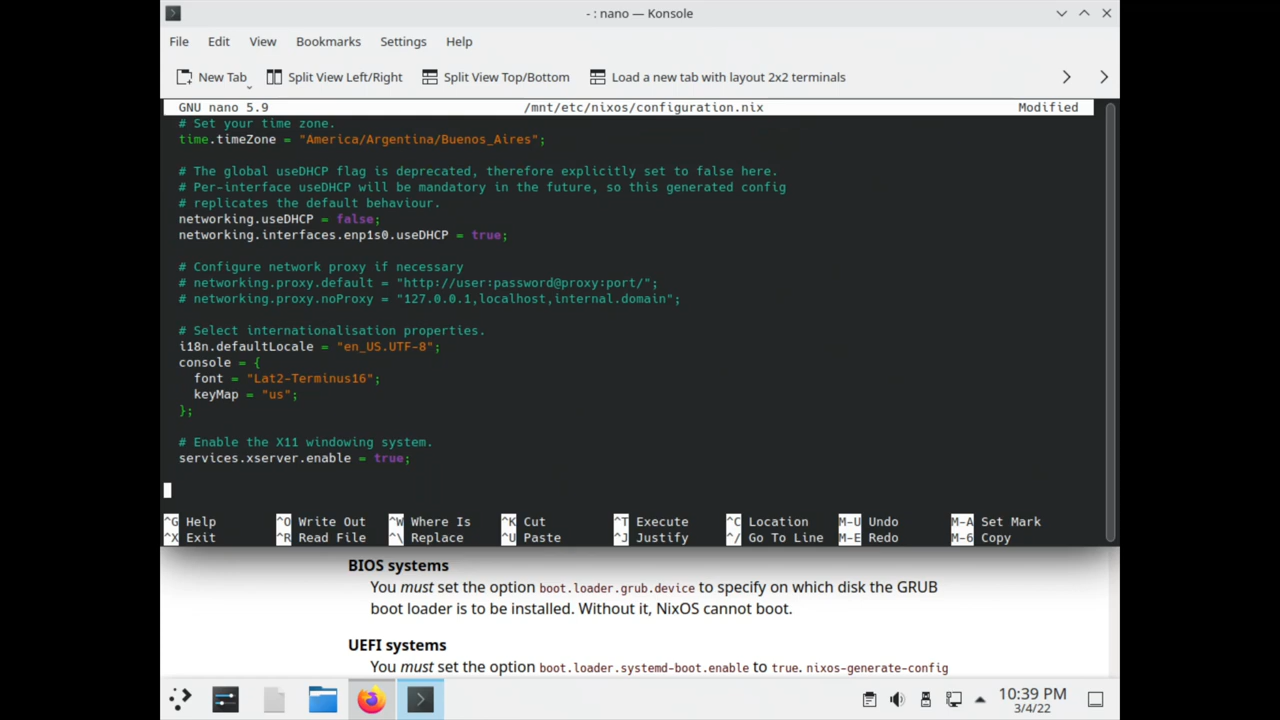 - : nano — Konsole
File Edit View Bookmarks Settings Help
New Tab Split View Left/Right Split View Top/Bottom Load a new tab with layout 2x2 terminals
GNU nano 5.9 /mnt/etc/nixos/configuration.nix Modified
# Set your time zone.
time.timeZone = "America/Argentina/Buenos_Aires";
# The global useDHCP flag is deprecated, therefore explicitly set to false here.
# Per-interface useDHCP will be mandatory in the future, so this generated config
# replicates the default behaviour.
networking.useDHCP = false;
networking.interfaces.enp1s0.useDHCP = true;
# Configure network proxy if necessary
# networking.proxy.default = "http://user:password@proxy:port/";
# networking.proxy.noProxy = "127.0.0.1,localhost,internal.domain";
# Select internationalisation properties.
i18n.defaultLocale = "en_US.UTF-8";
console = {
font = "Lat2-Terminus16";
keyMap = "us";
};
# Enable the X11 windowing system.
services.xserver.enable = true;
^G Help ^O Write Out ^W Where Is ^K Cut ^T Execute ^C Location M-U Undo M-A Set Mark
^X Exit ^R Read File ^\ Replace ^U Paste ^J Justify ^/ Go To Line M-E Redo M-6 Copy
BIOS systems
You must set the option boot.loader.grub.device to specify on which disk the GRUB
boot loader is to be installed. Without it, NixOS cannot boot.
UEFI systems
You must set the option boot.loader.systemd-boot.enable to true. nixos-generate-config
10:39 PM
3/4/22